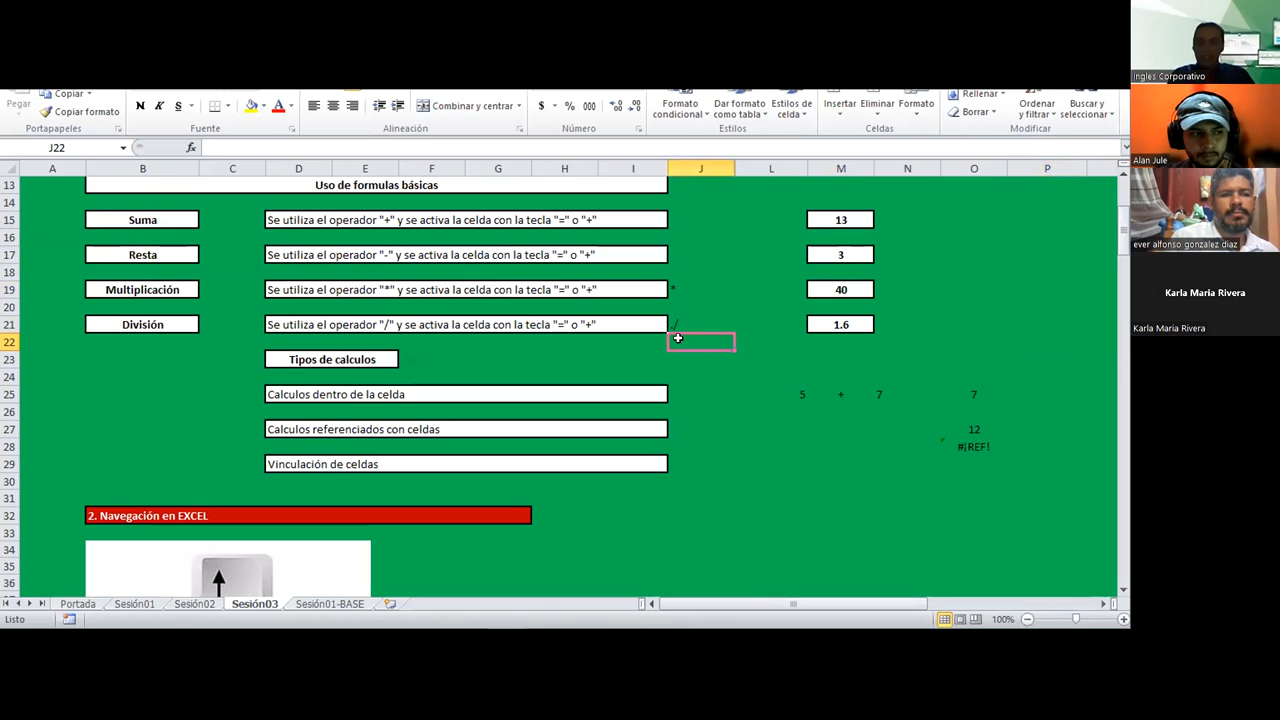 Pegar
Copiar
Copiar formato
N K S
A
Combinar y centrar
$ % 000
Formato condicional
Dar formato como tabla
Estilos de celda
Insertar
Eliminar
Formato
Rellenar
Borrar
Ordenar y filtrar
Buscar y seleccionar
Portapapeles
Fuente
Alineación
Número
Estilos
Celdas
Modificar
J22
fx
A B C D E F G H I J L M N O P
13 Uso de formulas básicas
14
15 Suma Se utiliza el operador "+" y se activa la celda con la tecla "=" o "+" 13
16
17 Resta Se utiliza el operador "-" y se activa la celda con la tecla "=" o "+" 3
18
19 Multiplicación Se utiliza el operador "*" y se activa la celda con la tecla "=" o "+" * 40
20
21 División Se utiliza el operador "/" y se activa la celda con la tecla "=" o "+" ./ 1.6
22
23 Tipos de calculos
24
25 Calculos dentro de la celda 5 + 7 7
26
27 Calculos referenciados con celdas 12
28 #¡REF!
29 Vinculación de celdas
30
31
32 2. Navegación en EXCEL
33
34
35
36
Portada Sesión01 Sesión02 Sesión03 Sesión01-BASE
Listo
100%
Ingles Corporativo
Alan Jule
ever alfonso gonzalez diaz
Karla Maria Rivera
Karla Maria Rivera